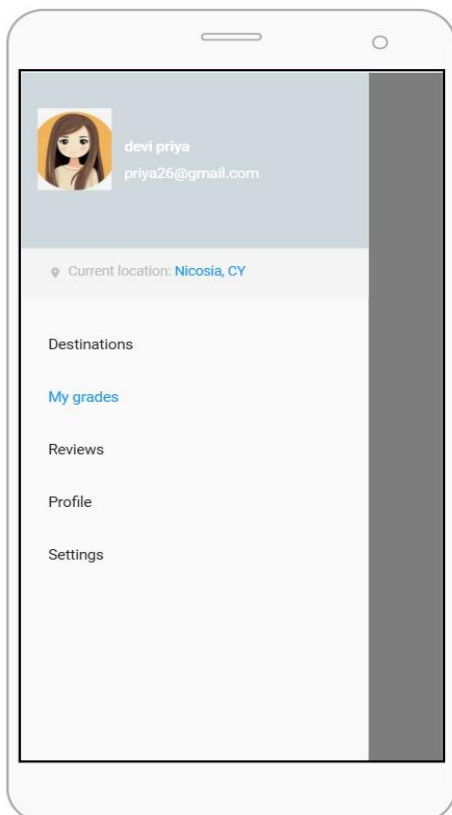 devi priya
priya26@gmail.com
Current location: Nicosia, CY
Destinations
My grades
Reviews
Profile
Settings